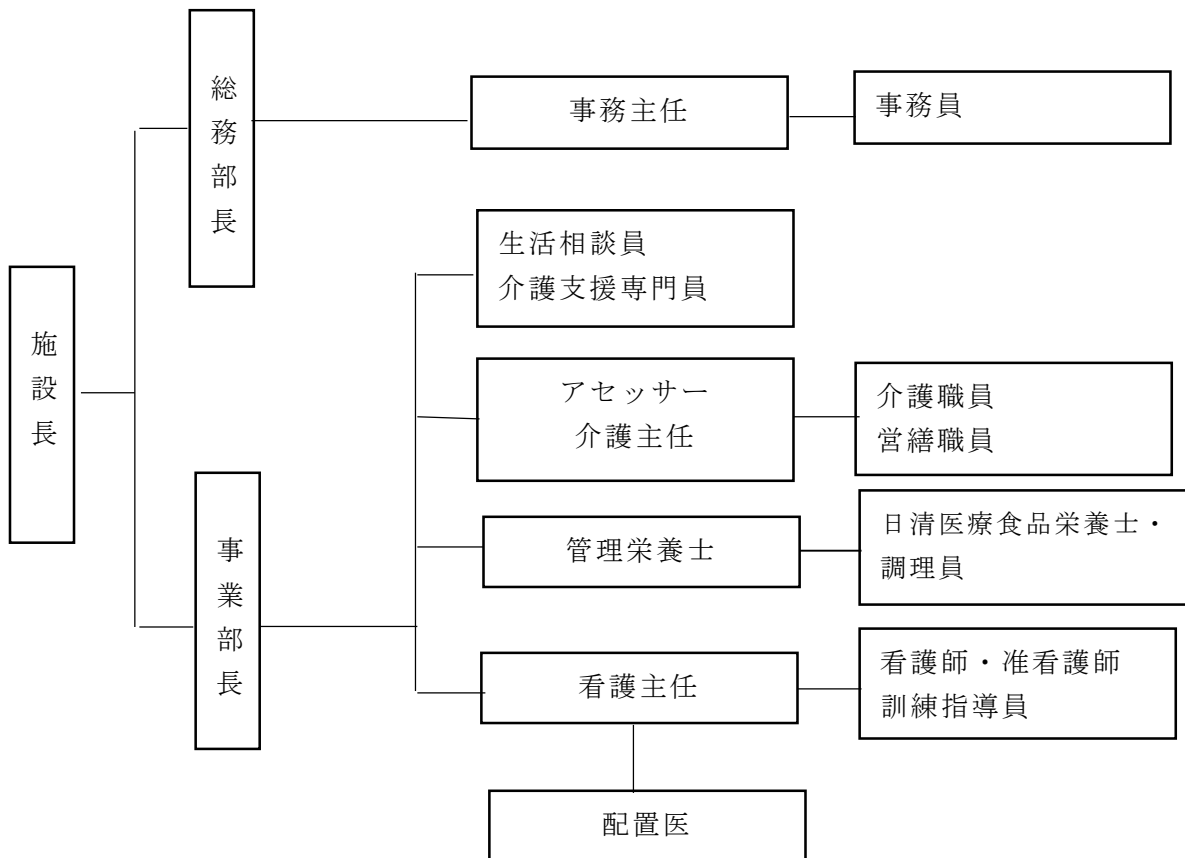 施設長
総務部長
事務主任
事務員
事業部長
生活相談員
介護支援専門員
アセッサー
介護主任
介護職員
営繕職員
管理栄養士
日清医療食品栄養士・
調理員
看護主任
看護師・准看護師
訓練指導員
配置医